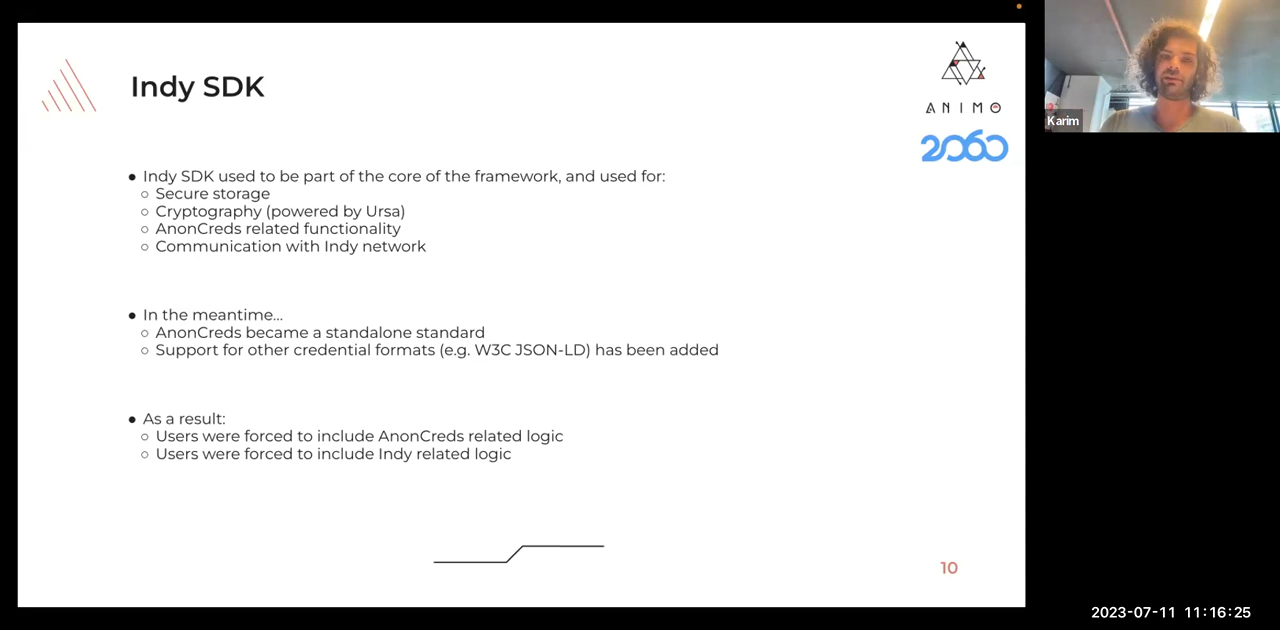 Indy SDK
ANIMO
2060
Karim
● Indy SDK used to be part of the core of the framework, and used for:
○ Secure storage
○ Cryptography (powered by Ursa)
○ AnonCreds related functionality
○ Communication with Indy network
● In the meantime...
○ AnonCreds became a standalone standard
○ Support for other credential formats (e.g. W3C JSON-LD) has been added
● As a result:
○ Users were forced to include AnonCreds related logic
○ Users were forced to include Indy related logic
10
2023-07-11 11:16:25